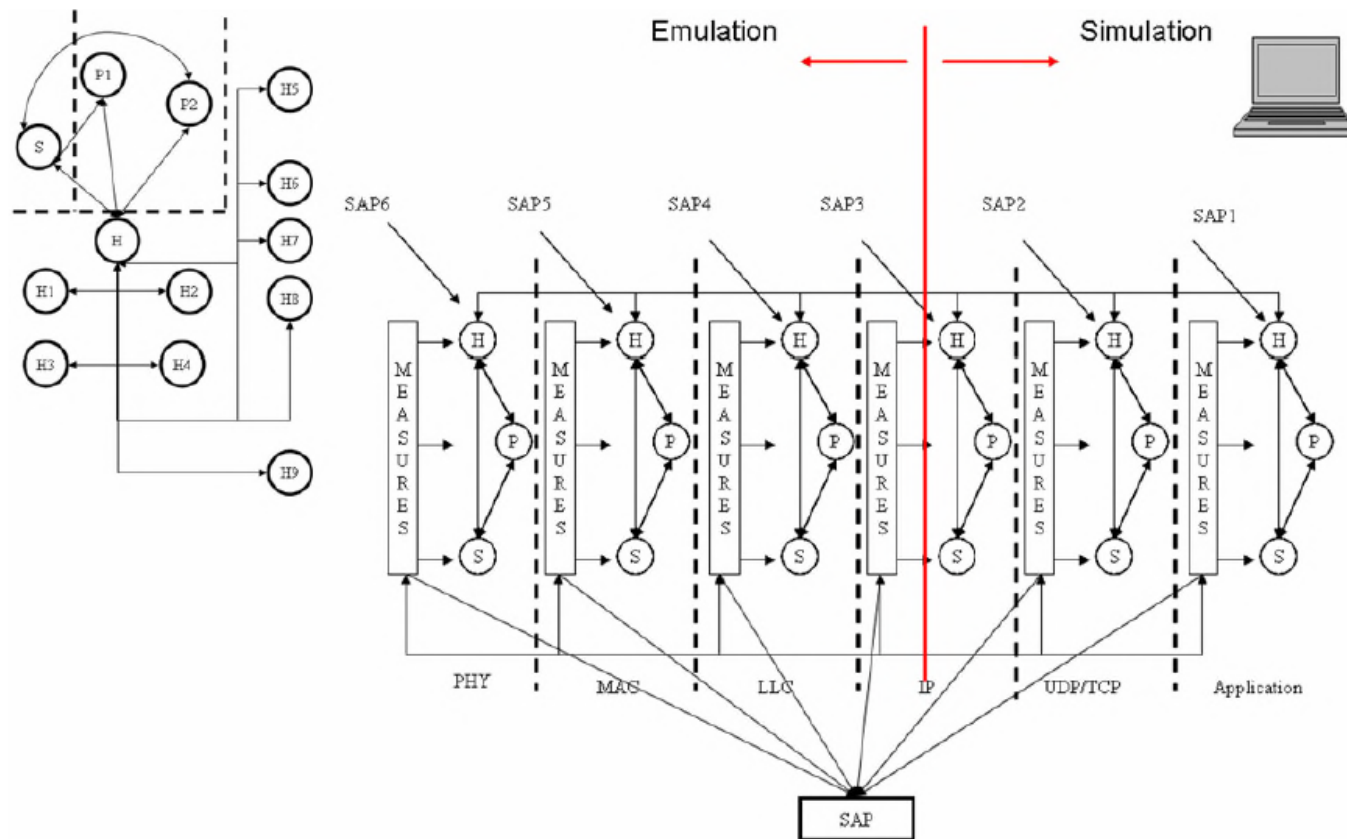 Emulation
Simulation
P1
P2
S
H
H5
H6
H7
H1
H2
H8
H3
H4
H9
SAP6
SAP5
SAP4
SAP3
SAP2
SAP1
H
H
H
H
H
H
MEASURES
MEASURES
MEASURES
MEASURES
MEASURES
MEASURES
P
P
P
P
P
P
S
S
S
S
S
S
PHY
MAC
LLC
IP
UDP/TCP
Application
SAP